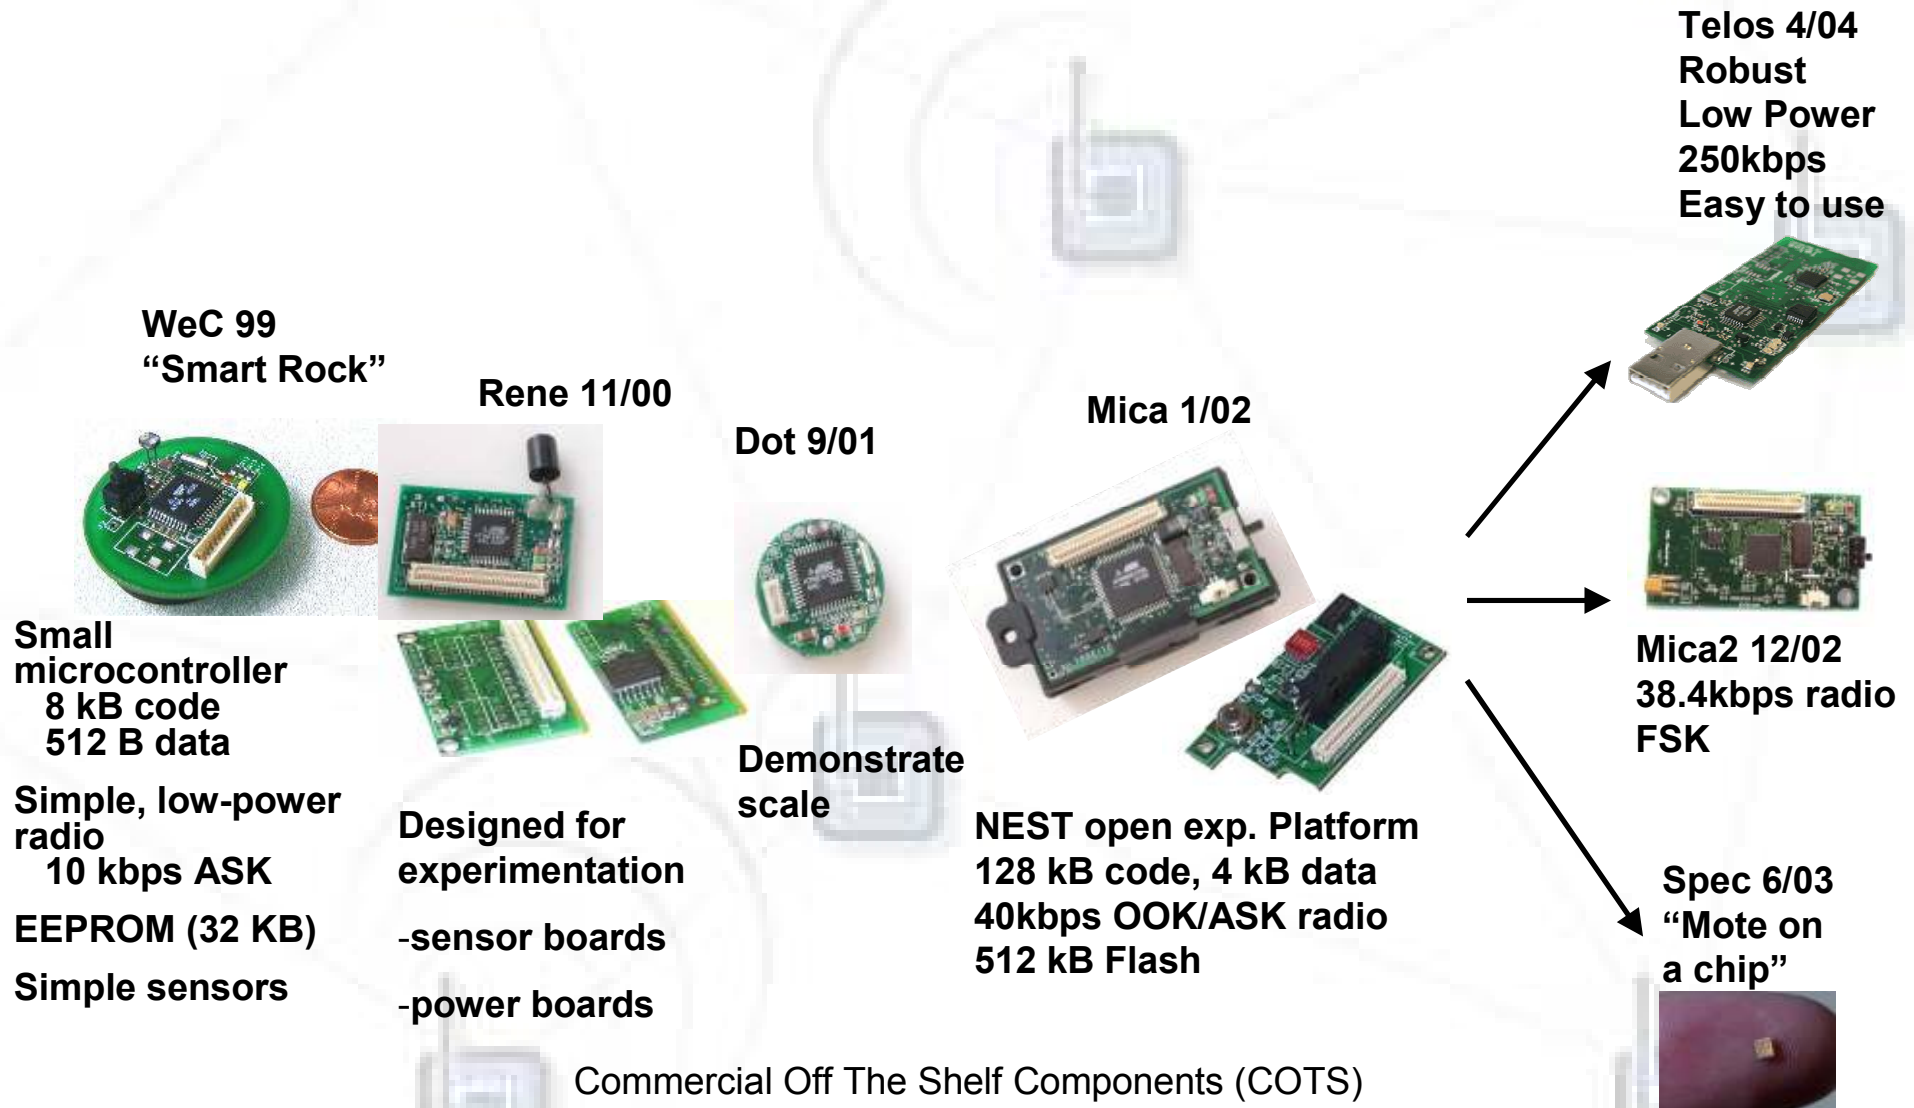 Telos 4/04
Robust
Low Power
250kbps
Easy to use
WeC 99
“Smart Rock”
Rene 11/00
Dot 9/01
Mica 1/02
Small
microcontroller
8 kB code
512 B data
Simple, low-power
radio
10 kbps ASK
EEPROM (32 KB)
Simple sensors
Designed for
experimentation
-sensor boards
-power boards
Demonstrate
scale
NEST open exp. Platform
128 kB code, 4 kB data
40kbps OOK/ASK radio
512 kB Flash
Mica2 12/02
38.4kbps radio
FSK
Spec 6/03
“Mote on
a chip”
Commercial Off The Shelf Components (COTS)